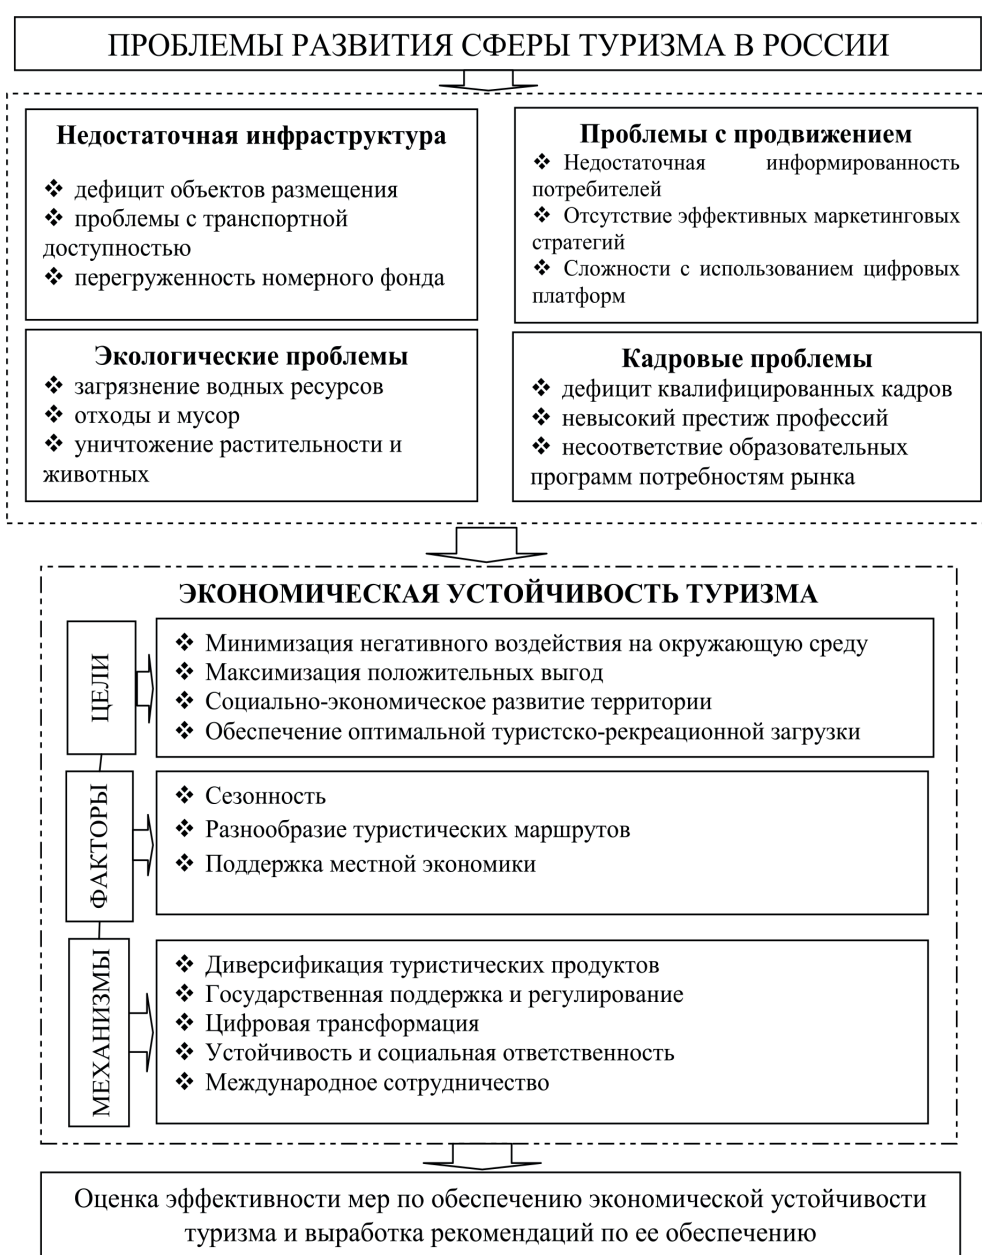 ПРОБЛЕМЫ РАЗВИТИЯ СФЕРЫ ТУРИЗМА В РОССИИ
Недостаточная инфраструктура
❖ дефицит объектов размещения
❖ проблемы с транспортной
доступностью
❖ перегруженность номерного фонда
Проблемы с продвижением
❖ Недостаточная информированность
потребителей
❖ Отсутствие эффективных маркетинговых
стратегий
❖ Сложности с использованием цифровых
платформ
Экологические проблемы
❖ загрязнение водных ресурсов
❖ отходы и мусор
❖ уничтожение растительности и
животных
Кадровые проблемы
❖ дефицит квалифицированных кадров
❖ невысокий престиж профессий
❖ несоответствие образовательных
программ потребностям рынка
ЭКОНОМИЧЕСКАЯ УСТОЙЧИВОСТЬ ТУРИЗМА
ЦЕЛИ
❖ Минимизация негативного воздействия на окружающую среду
❖ Максимизация положительных выгод
❖ Социально-экономическое развитие территории
❖ Обеспечение оптимальной туристско-рекреационной загрузки
ФАКТОРЫ
❖ Сезонность
❖ Разнообразие туристических маршрутов
❖ Поддержка местной экономики
МЕХАНИЗМЫ
❖ Диверсификация туристических продуктов
❖ Государственная поддержка и регулирование
❖ Цифровая трансформация
❖ Устойчивость и социальная ответственность
❖ Международное сотрудничество
Оценка эффективности мер по обеспечению экономической устойчивости
туризма и выработка рекомендаций по ее обеспечению